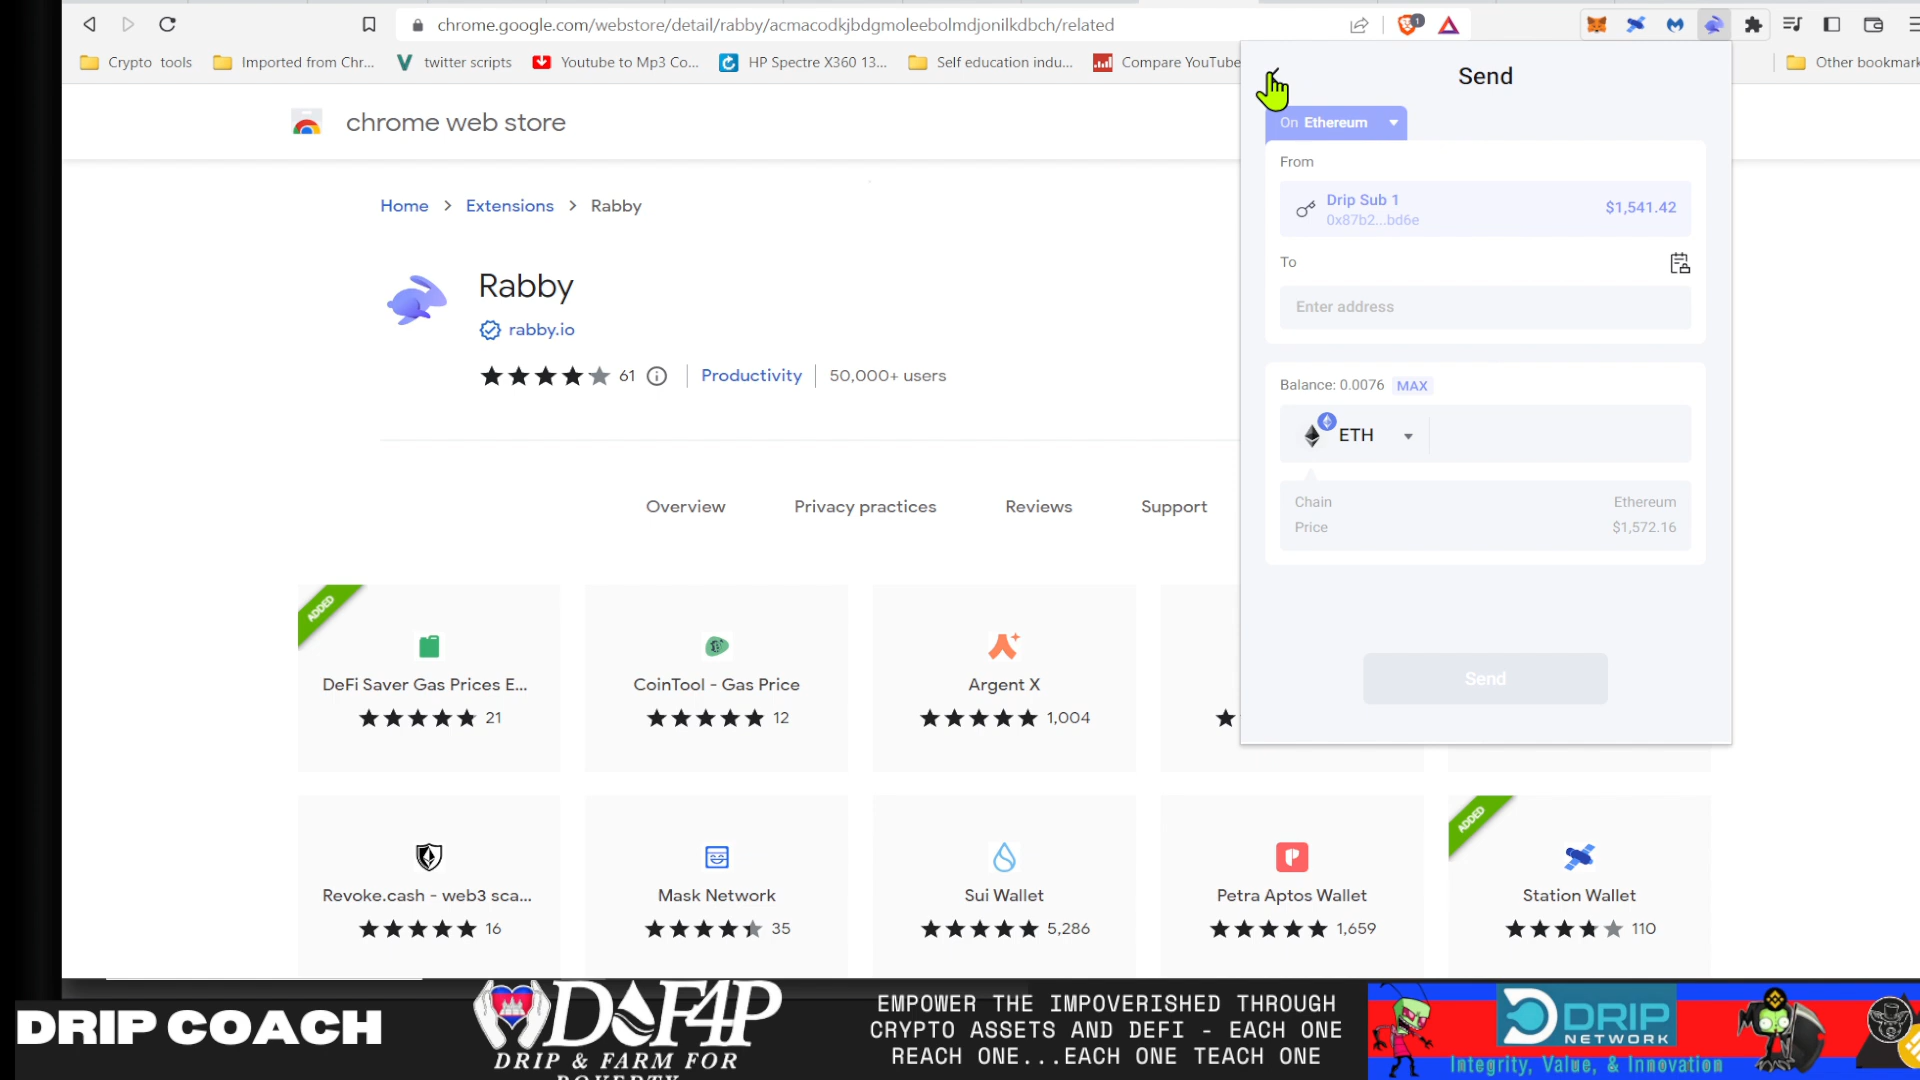 chrome.google.com/webstore/detail/rabby/acmacodkjbdgmoleebolmdjonilkdbch/related
1
Crypto tools
Imported from Chr...
twitter scripts
Youtube to Mp3 Co...
HP Spectre X360 13...
Self education indu...
Compare YouTube
Other bookmark
chrome web store
Home > Extensions > Rabby
Rabby
rabby.io
61
Productivity
50,000+ users
Overview
Privacy practices
Reviews
Support
Send
On Ethereum
From
Drip Sub 1
0x87b2...bd6e
$1,541.42
To
Enter address
Balance: 0.0076 MAX
ETH
Chain Ethereum
Price $1,572.16
Send
ADDED
DeFi Saver Gas Prices E...
21
CoinTool - Gas Price
12
Argent X
1,004
Revoke.cash - web3 sca...
16
Mask Network
35
Sui Wallet
5,286
Petra Aptos Wallet
1,659
ADDED
Station Wallet
110
DRIP COACH
D&F4P
DRIP & FARM FOR
POVERTY
EMPOWER THE IMPOVERISHED THROUGH
CRYPTO ASSETS AND DEFI - EACH ONE
REACH ONE...EACH ONE TEACH ONE
DRIP
NETWORK
Integrity, Value, & Innovation